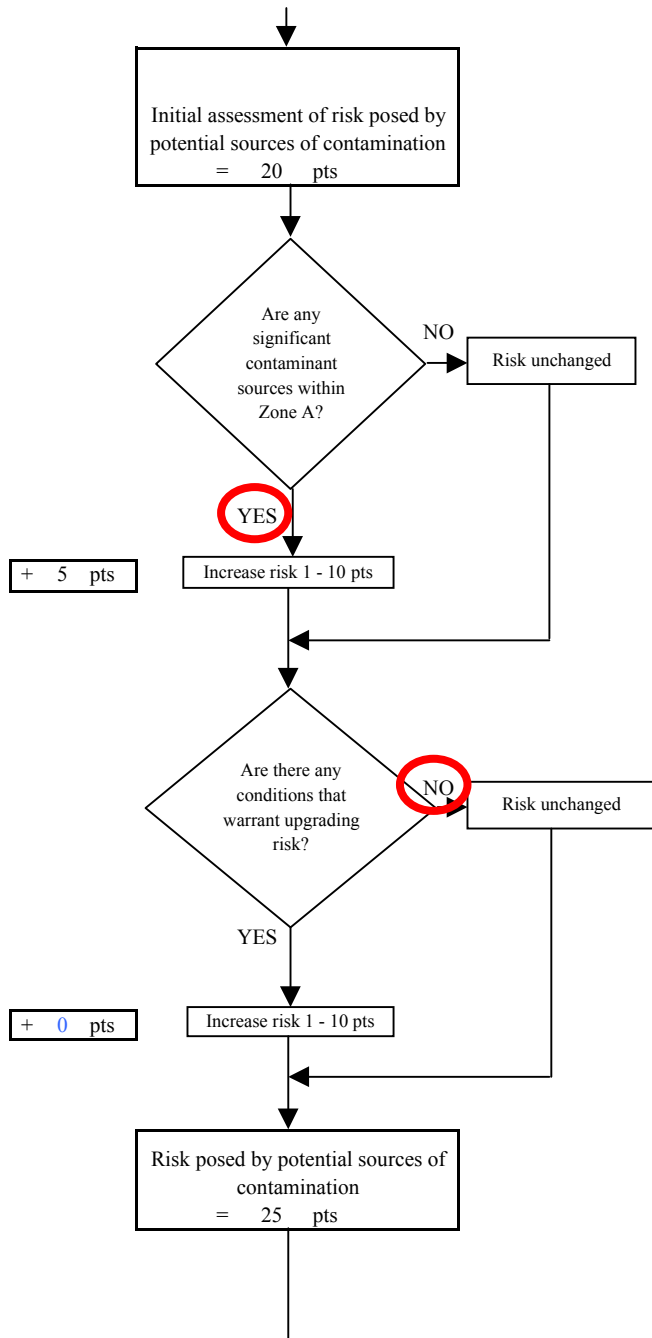 Initial assessment of risk posed by
potential sources of contamination
= 20 pts
Are any
significant
contaminant
sources within
Zone A?
NO
Risk unchanged
YES
+ 5 pts
Increase risk 1 - 10 pts
Are there any
conditions that
warrant upgrading
risk?
NO
Risk unchanged
YES
+ 0 pts
Increase risk 1 - 10 pts
Risk posed by potential sources of
contamination
= 25 pts